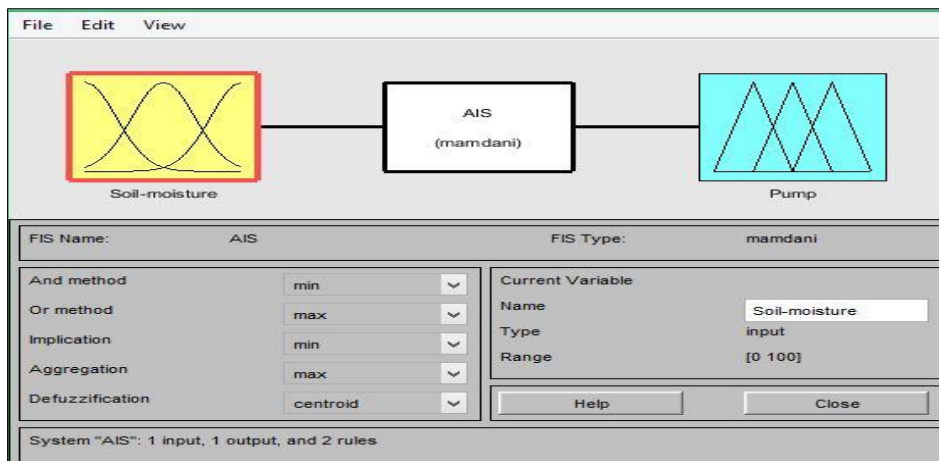 File Edit View
AIS
(mamdani)
Soil-moisture
Pump
FIS Name: AIS FIS Type: mamdani
And method min
Or method max
Implication min
Aggregation max
Defuzzification centroid
Current Variable
Name Soil-moisture
Type input
Range [0 100]
Help Close
System "AIS": 1 input, 1 output, and 2 rules